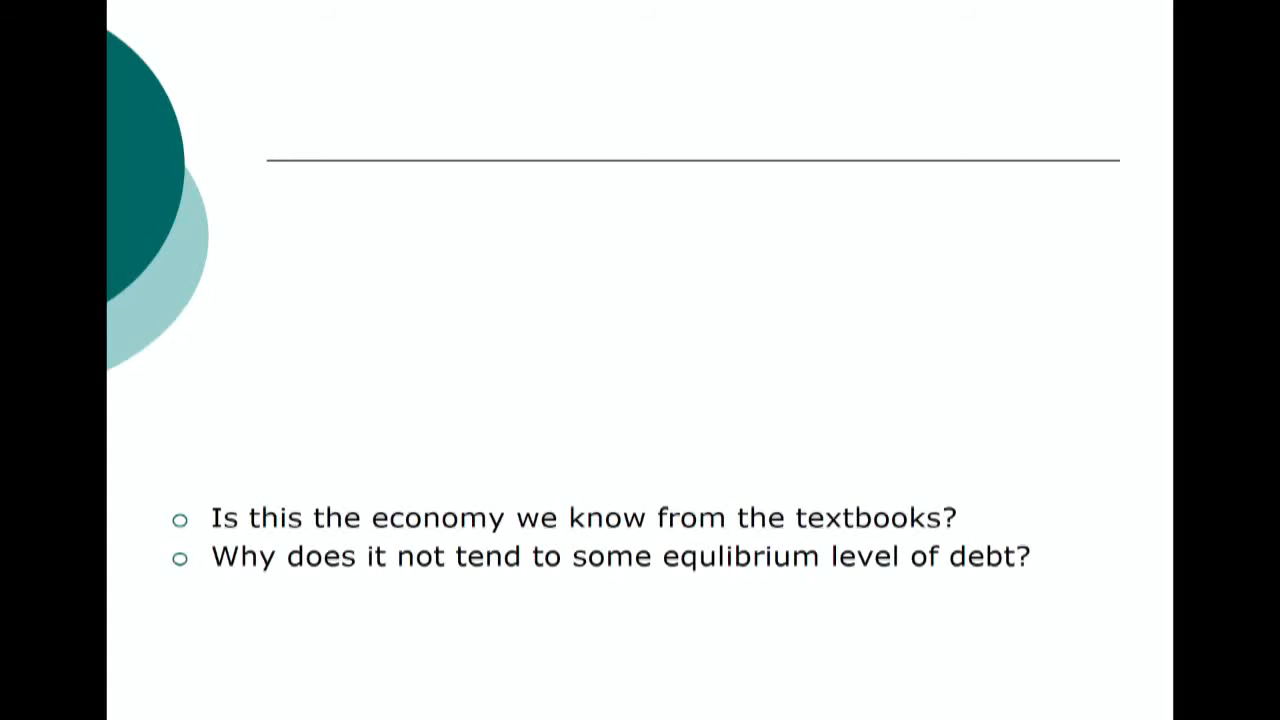 Is this the economy we know from the textbooks?
Why does it not tend to some equlibrium level of debt?